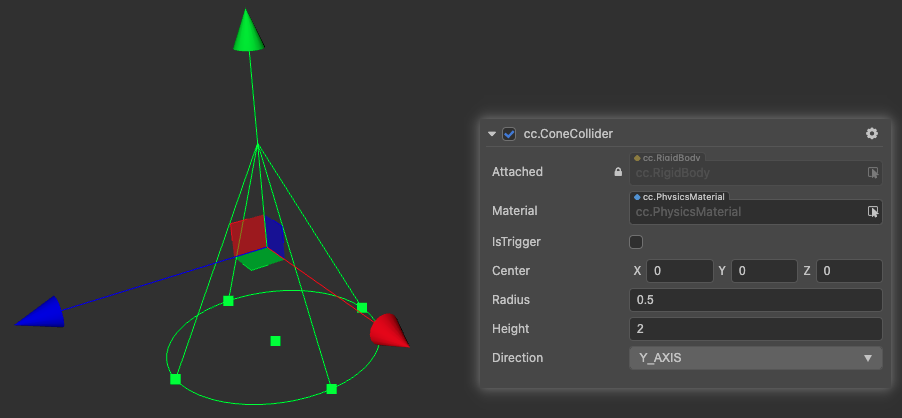 cc.ConeCollider
Attached
cc.RigidBody
cc.RigidBody
Material
cc.PhysicsMaterial
cc.PhysicsMaterial
IsTrigger
Center X 0 Y 0 Z 0
Radius 0.5
Height 2
Direction Y_AXIS